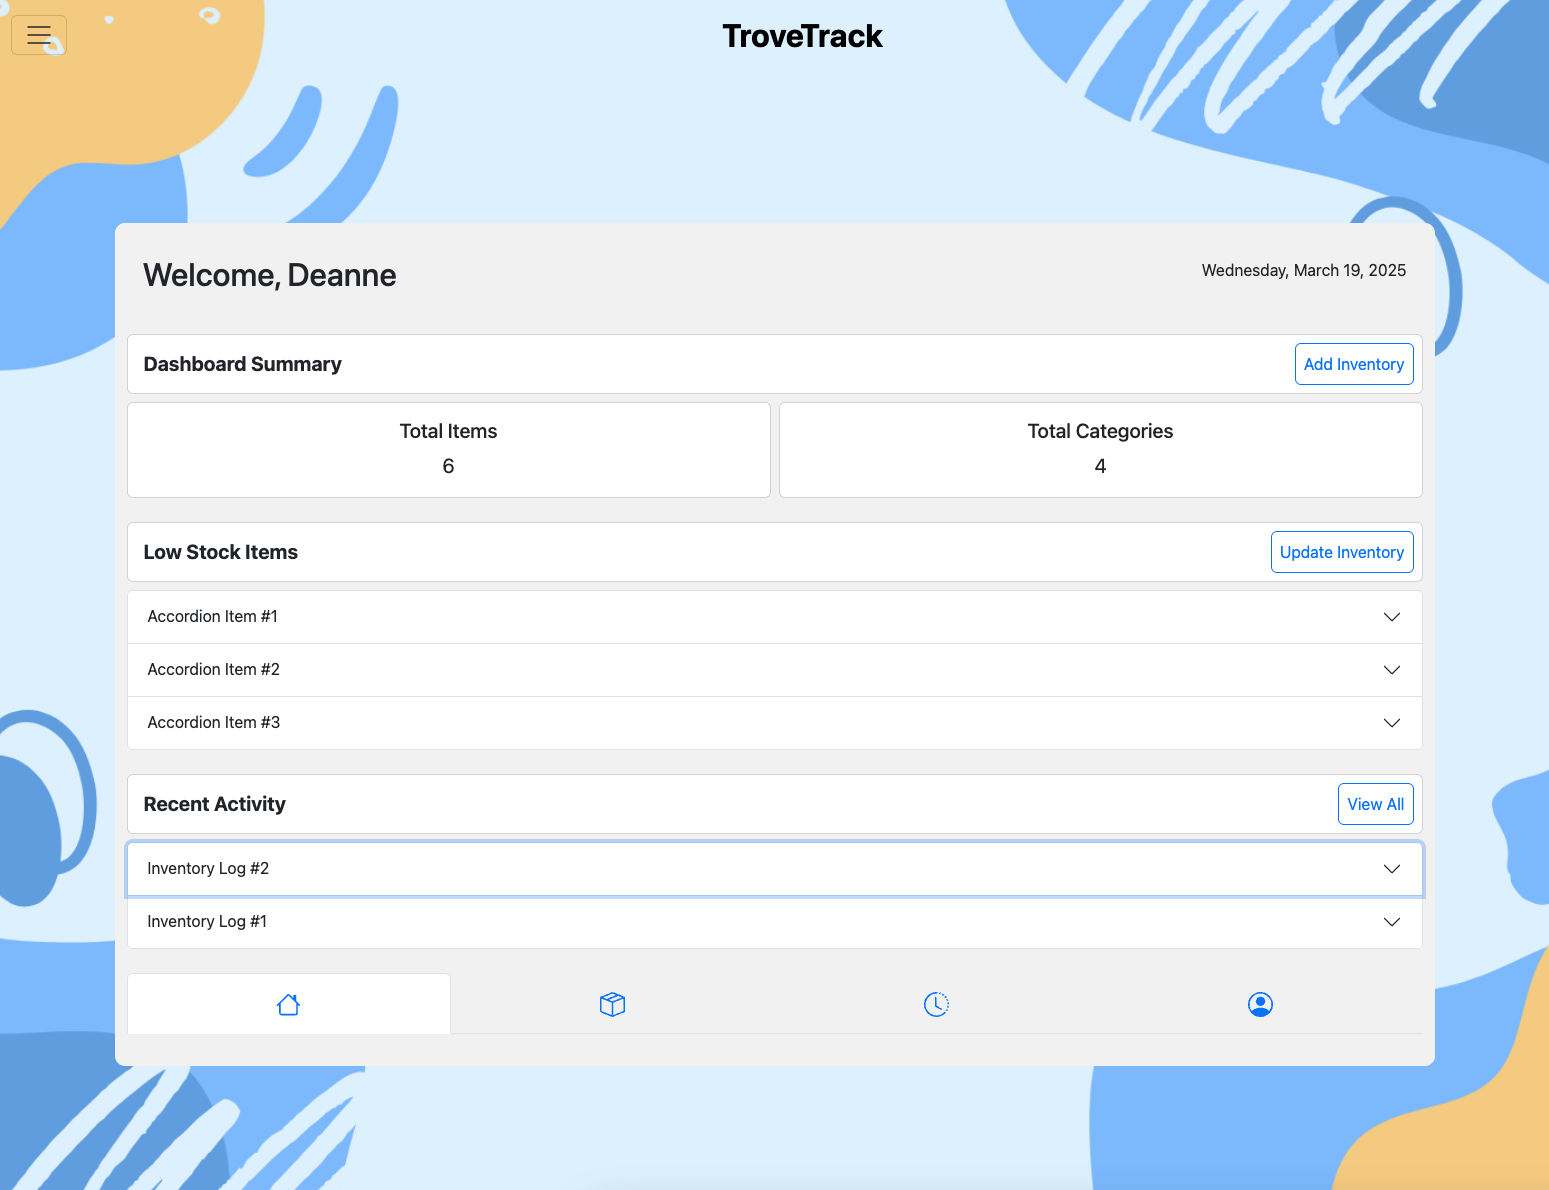 TroveTrack
Welcome, Deanne
Wednesday, March 19, 2025
Dashboard Summary
Add Inventory
Total Items
6
Total Categories
4
Low Stock Items
Update Inventory
Accordion Item #1
Accordion Item #2
Accordion Item #3
Recent Activity
View All
Inventory Log #2
Inventory Log #1